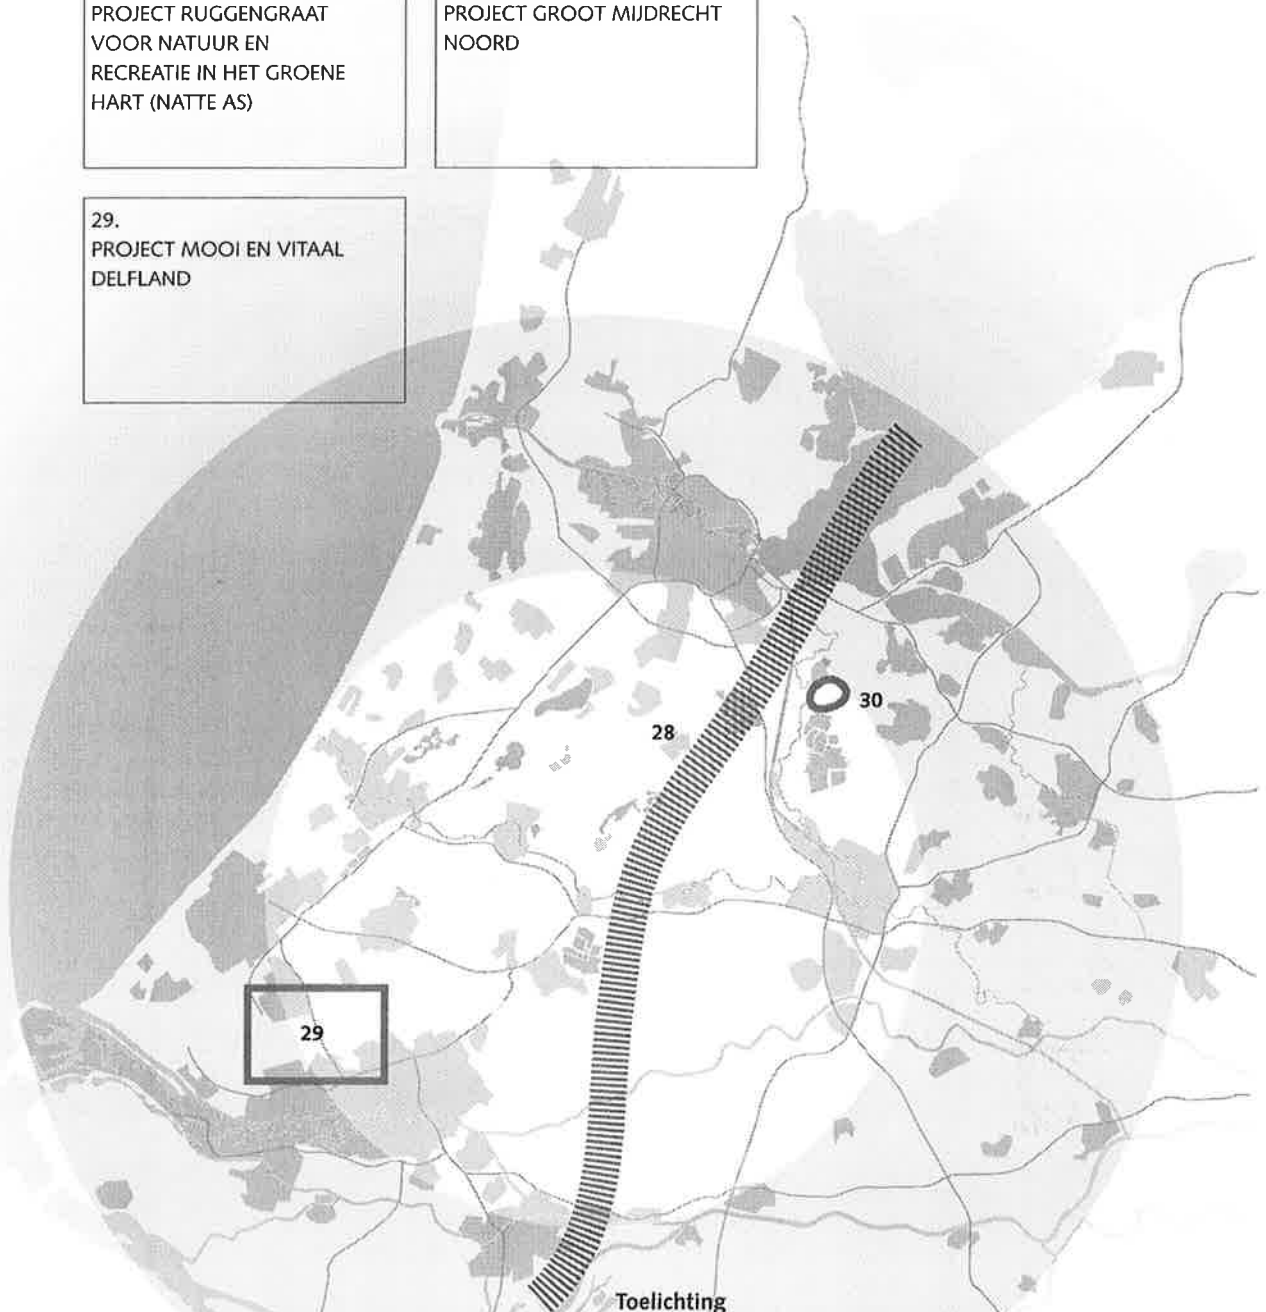 PROJECT RUGGENGRAAT
VOOR NATUUR EN
RECREATIE IN HET GROENE
HART (NATTE AS)
PROJECT GROOT MIJDRECHT
NOORD
29.
PROJECT MOOI EN VITAAL
DELFLAND
30
28
29
Toelichting